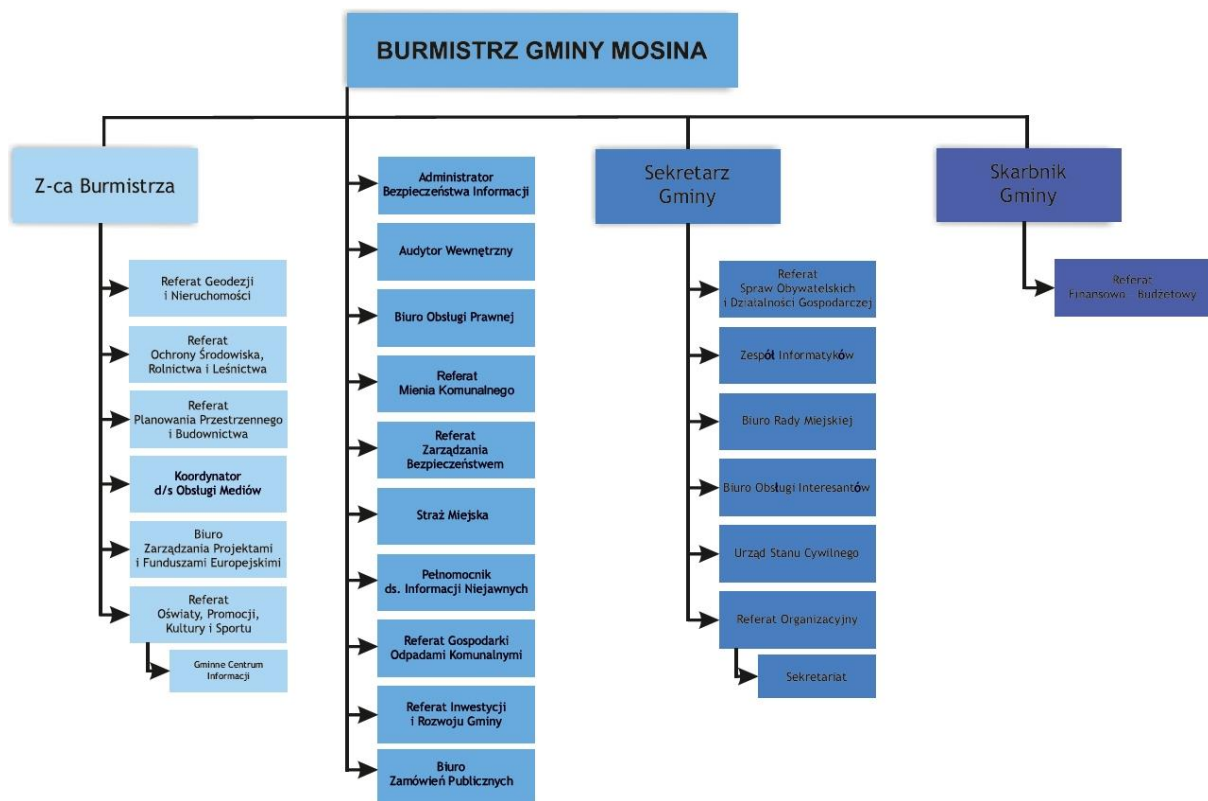 BURMISTRZ GMINY MOSINA
Z-ca Burmistrza
Referat Geodezji
i Nieruchomości
Referat
Ochrony Środowiska,
Rolnictwa i Leśnictwa
Referat
Planowania Przestrzennego
i Budownictwa
Koordynator
d/s Obsługi Mediów
Biuro
Zarządzania Projektami
i Funduszami Europejskimi
Referat
Oświaty, Promocji,
Kultury i Sportu
Gminne Centrum
Informacji
Administrator
Bezpieczeństwa Informacji
Audytor Wewnętrzny
Biuro Obsługi Prawnej
Referat
Mienia Komunalnego
Referat
Zarządzania
Bezpieczeństwem
Straż Miejska
Pełnomocnik
ds. Informacji Niejawnych
Referat Gospodarki
Odpadami Komunalnymi
Referat Inwestycji
i Rozwoju Gminy
Biuro
Zamówień Publicznych
Sekretarz
Gminy
Referat
Spraw Obywatelskich
i Działalności Gospodarczej
Zespół Informatyków
Biuro Rady Miejskiej
Biuro Obsługi Interesantów
Urząd Stanu Cywilnego
Referat Organizacyjny
Sekretariat
Skarbnik
Gminy
Referat
Finansowo - Budżetowy